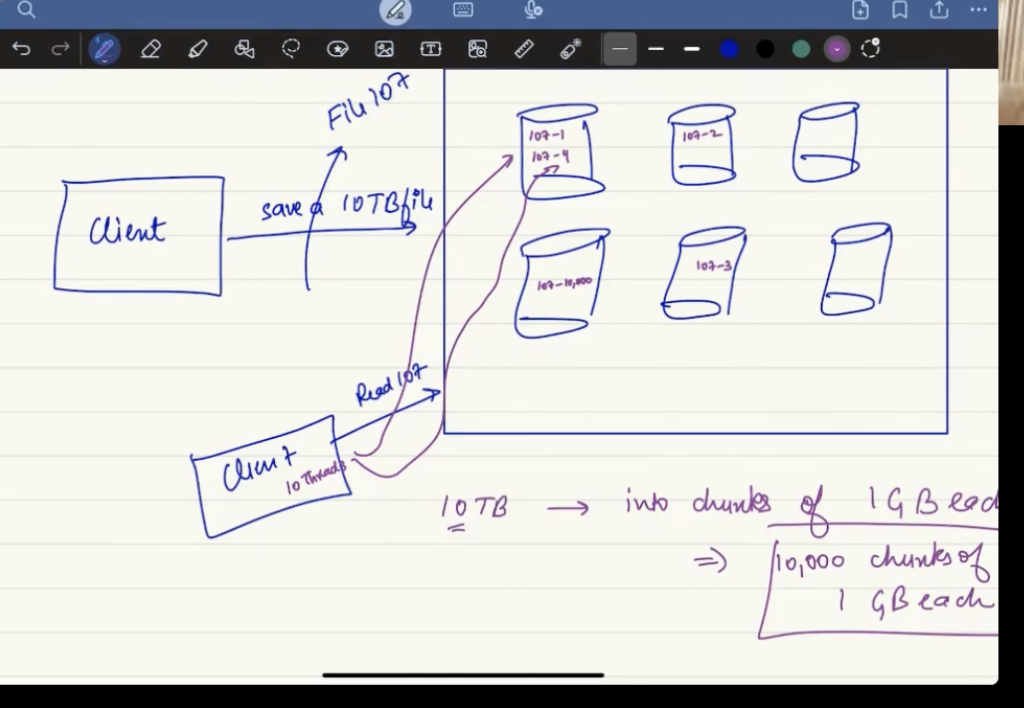 File 107
107-1
107-4
107-2
Client
save a 10TB file
107-10,000
107-3
Read 107
Client
10 Threads
10TB → into chunks of 1GB eac
⇒ 10,000 chunks of
1 GB each